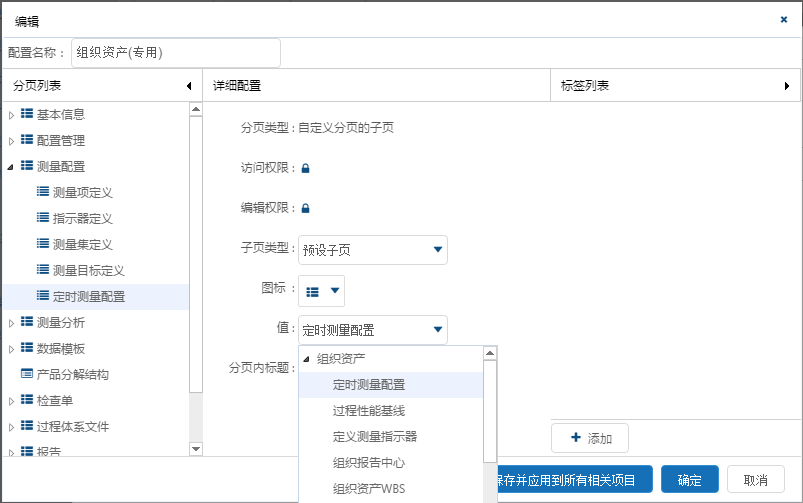 编辑
配置名称： 组织资产(专用)
分页列表
详细配置
标签列表
基本信息
配置管理
测量配置
测量项定义
指示器定义
测量集定义
测量目标定义
定时测量配置
测量分析
数据模板
产品分解结构
检查单
过程体系文件
报告
分页类型： 自定义分页的子页
访问权限：
编辑权限：
子页类型： 预设子页
图标：
值： 定时测量配置
分页内标题：
组织资产
定时测量配置
过程性能基线
定义测量指示器
组织报告中心
组织资产WBS
添加
保存并应用到所有相关项目
确定
取消